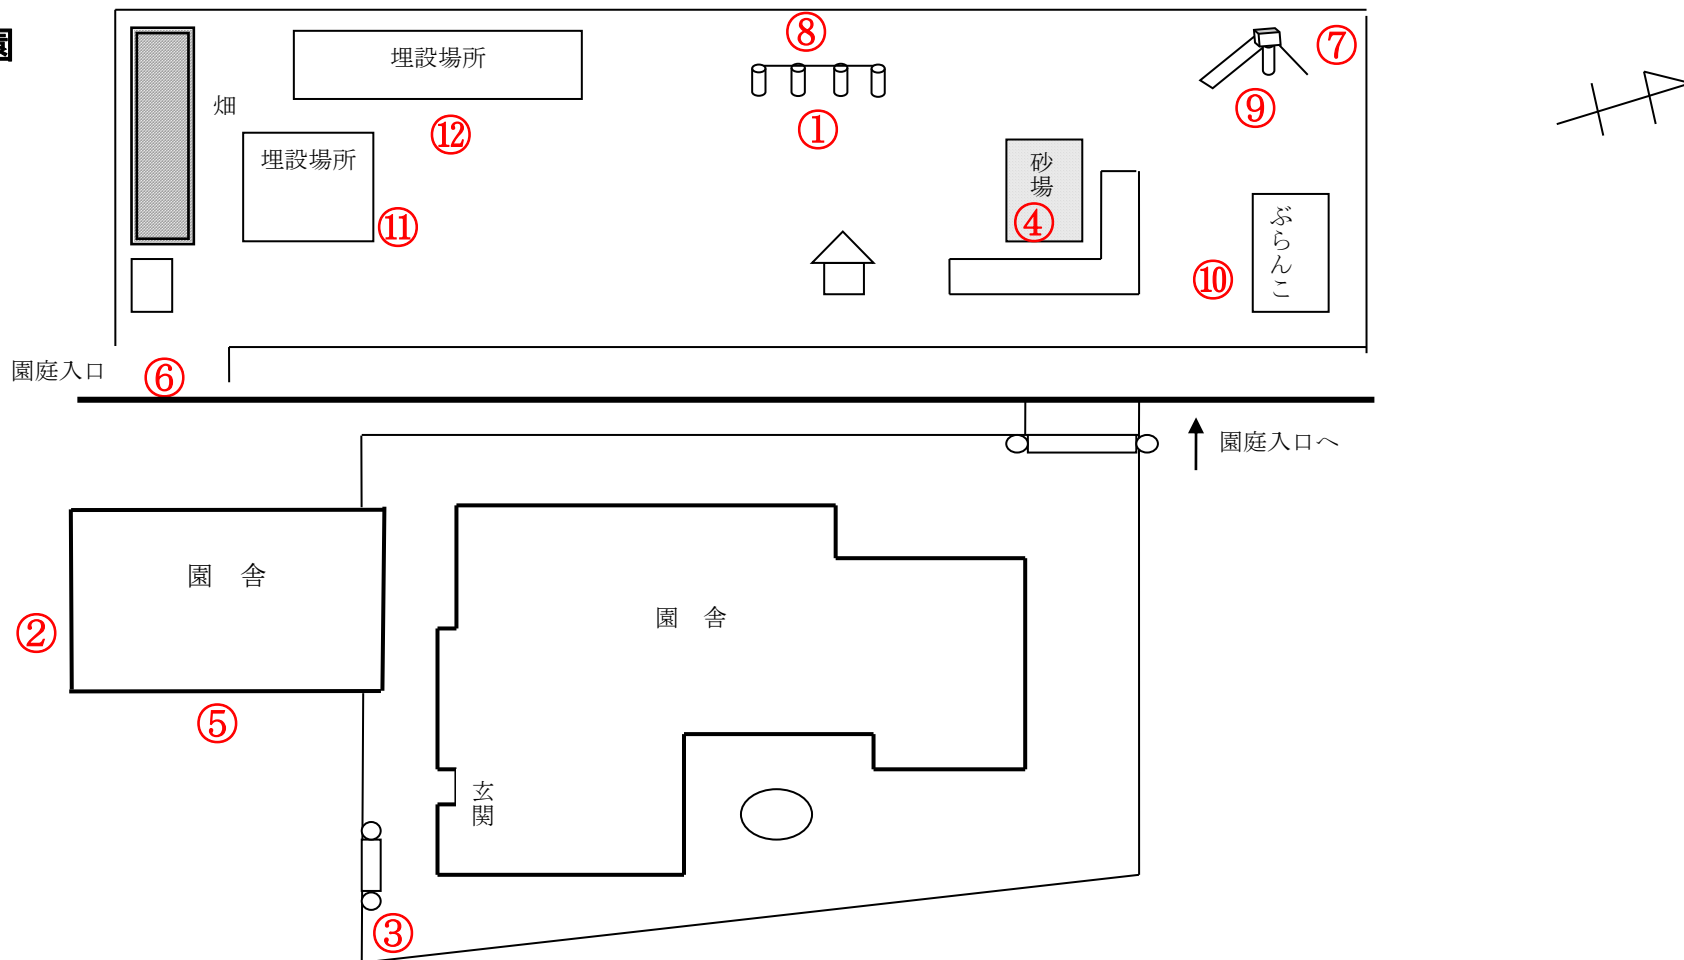 園
⑧
⑦
埋設場所
畑
⑨
⑫
①
埋設場所
砂場
④
⑪
ぶらんこ
⑩
園庭入口
⑥
園庭入口へ
園 舎
園 舎
②
⑤
玄関
③